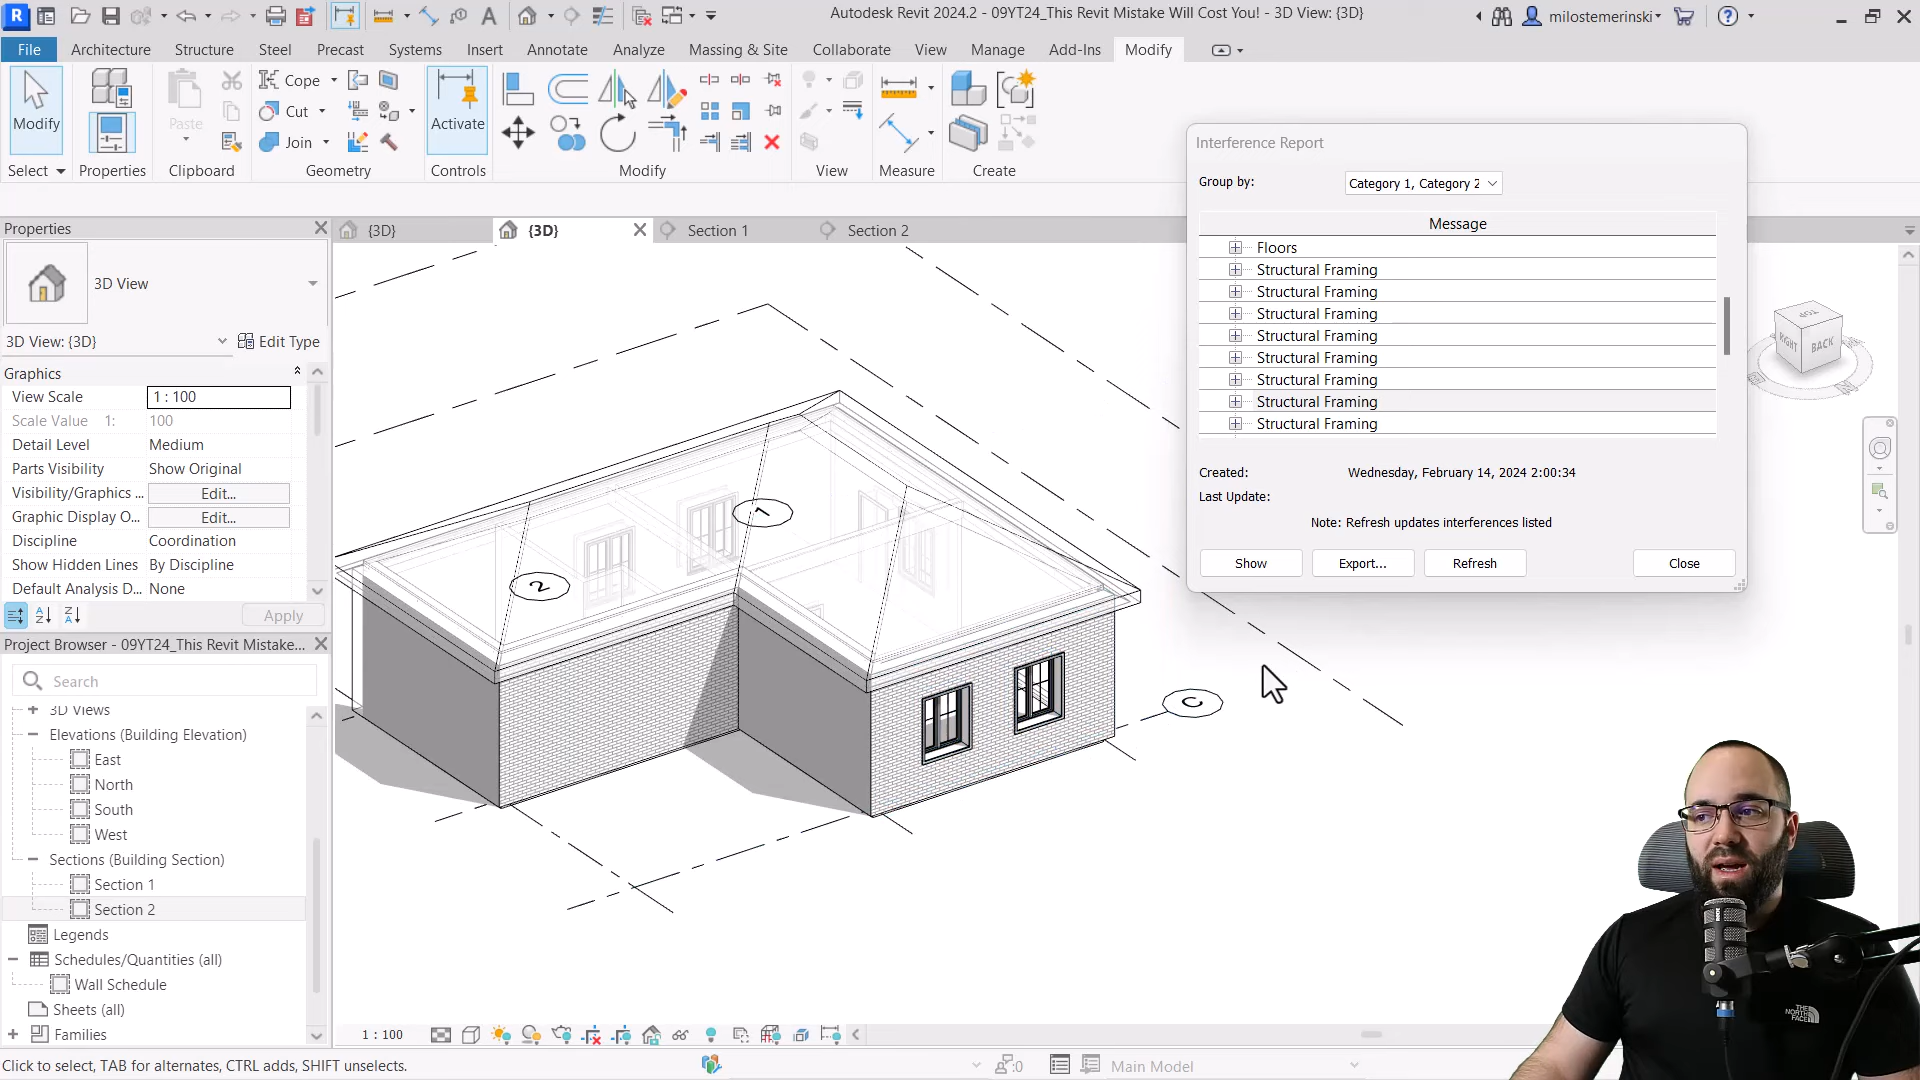 Autodesk Revit 2024.2 - 09YT24_This Revit Mistake Will Cost You! - 3D View: {3D}
milostemerinski
File Architecture Structure Steel Precast Systems Insert Annotate Analyze Massing & Site Collaborate View Manage Add-Ins Modify
Modify
Paste
Cope
Cut
Join
Activate
Select Properties Clipboard Geometry Controls Modify View Measure Create
Properties
3D View
3D View: {3D} Edit Type
Graphics
View Scale 1 : 100
Scale Value 1: 100
Detail Level Medium
Parts Visibility Show Original
Visibility/Graphics ... Edit...
Graphic Display O... Edit...
Discipline Coordination
Show Hidden Lines By Discipline
Default Analysis D... None
Apply
Project Browser - 09YT24_This Revit Mistake...
Search
3D Views
Elevations (Building Elevation)
East
North
South
West
Sections (Building Section)
Section 1
Section 2
Legends
Schedules/Quantities (all)
Wall Schedule
Sheets (all)
Families
{3D} {3D} Section 1 Section 2
1
2
C
Interference Report
Group by: Category 1, Category 2
Message
Floors
Structural Framing
Structural Framing
Structural Framing
Structural Framing
Structural Framing
Structural Framing
Structural Framing
Structural Framing
Created: Wednesday, February 14, 2024 2:00:34
Last Update:
Note: Refresh updates interferences listed
Show Export... Refresh Close
TOP
RIGHT BACK
THE NORTH FACE
1 : 100
Click to select, TAB for alternates, CTRL adds, SHIFT unselects.
:0
Main Model